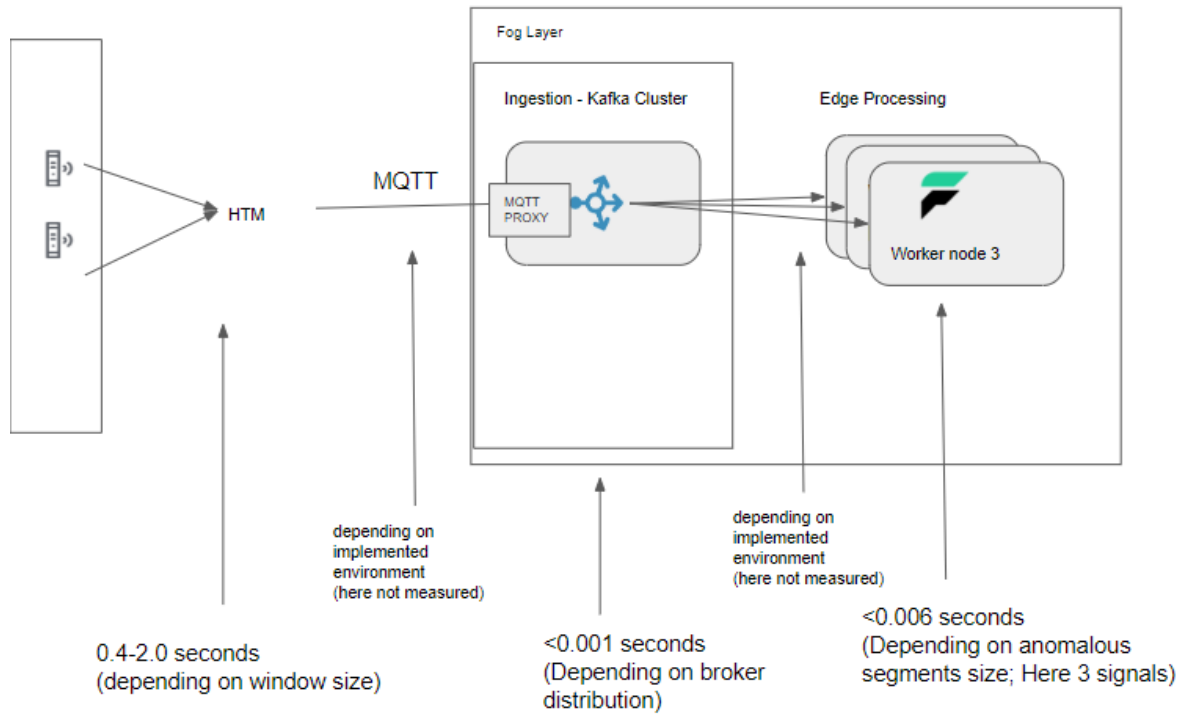 Fog Layer
Ingestion - Kafka Cluster
Edge Processing
MQTT
HTM
MQTT
PROXY
Worker node 3
depending on
implemented
environment
(here not measured)
depending on
implemented
environment
(here not measured)
0.4-2.0 seconds
(depending on window size)
<0.001 seconds
(Depending on broker
distribution)
<0.006 seconds
(Depending on anomalous
segments size; Here 3 signals)